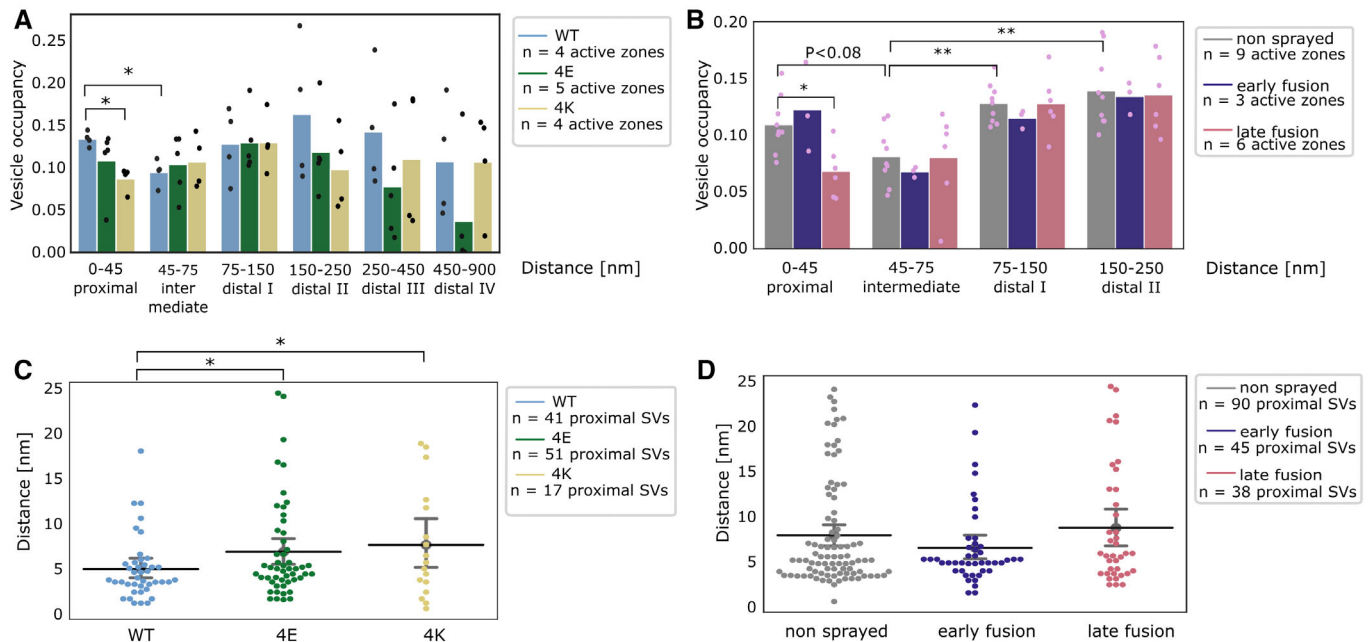 A
Vesicle occupancy
0.25
0.20
0.15
0.10
0.05
0.00
*
*
0-45
proximal
45-75
inter
mediate
75-150
distal I
150-250
distal II
250-450
distal III
450-900
distal IV
Distance [nm]
WT
n = 4 active zones
4E
n = 5 active zones
4K
n = 4 active zones
B
Vesicle occupancy
0.20
0.15
0.10
0.05
0.00
P<0.08
*
**
**
0-45
proximal
45-75
intermediate
75-150
distal I
150-250
distal II
Distance [nm]
non sprayed
n = 9 active zones
early fusion
n = 3 active zones
late fusion
n = 6 active zones
C
Distance [nm]
25
20
15
10
5
0
*
*
WT
4E
4K
WT
n = 41 proximal SVs
4E
n = 51 proximal SVs
4K
n = 17 proximal SVs
D
Distance [nm]
25
20
15
10
5
0
non sprayed
early fusion
late fusion
non sprayed
n = 90 proximal SVs
early fusion
n = 45 proximal SVs
late fusion
n = 38 proximal SVs